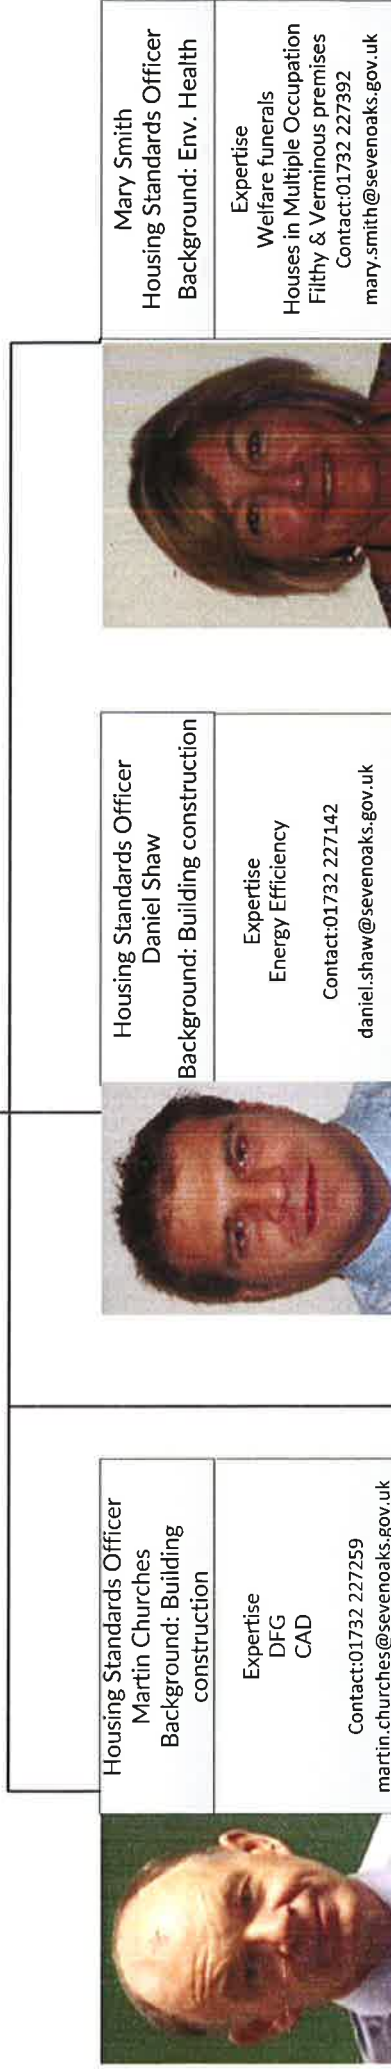 Housing Standards Officer
Martin Churches
Background: Building
construction
Expertise
DFG
CAD
Contact:01732 227259
martin.churches@sevenoaks.gov.uk
Housing Standards Officer
Daniel Shaw
Background: Building construction
Expertise
Energy Efficiency
Contact:01732 227142
daniel.shaw@sevenoaks.gov.uk
Mary Smith
Housing Standards Officer
Background: Env. Health
Expertise
Welfare funerals
Houses in Multiple Occupation
Filthy & Verminous premises
Contact:01732 227392
mary.smith@sevenoaks.gov.uk